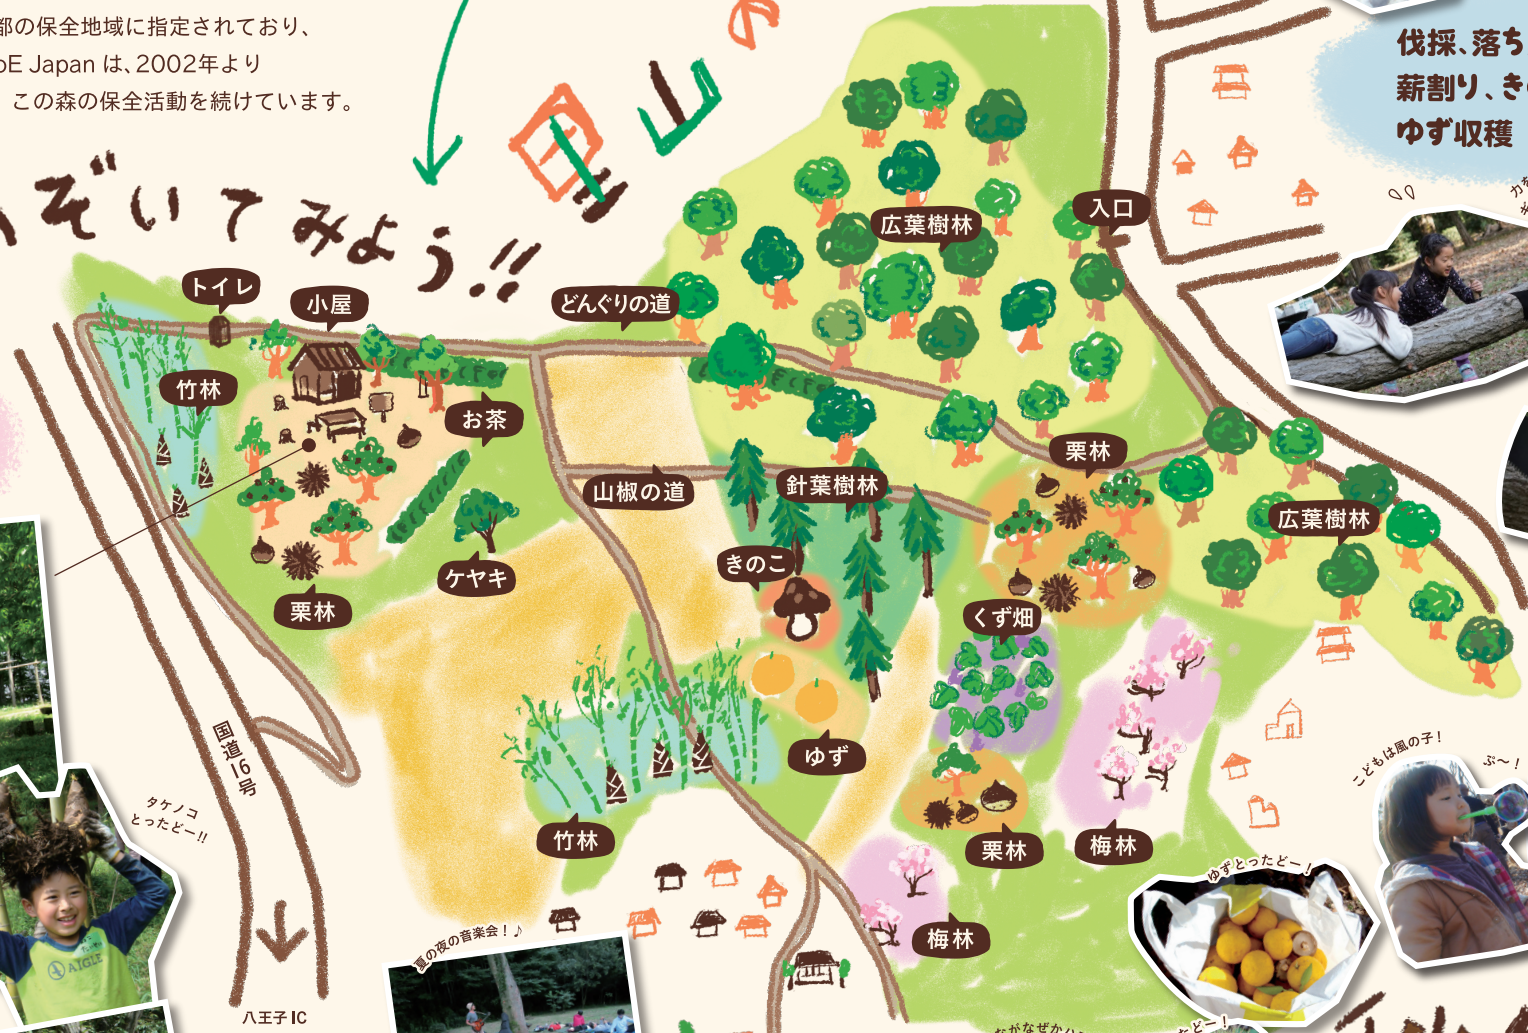 都の保全地域に指定されており、
oE Japan は、2002年より
この森の保全活動を続けています。
里山の
ぞいてみよう!!
伐採、落ち
薪割り、き
ゆず収穫
入口
広葉樹林
トイレ
小屋
どんぐりの道
竹林
お茶
栗林
山椒の道
針葉樹林
広葉樹林
きのこ
ケヤキ
栗林
くず畑
国道16号
ゆず
竹林
栗林
梅林
梅林
タケノコ
とったどー!!
こどもは風の子!
ぷ〜!
ゆずとったどー!
夏の夜の音楽会!♪
AIGLE
八王子 IC
たどー!